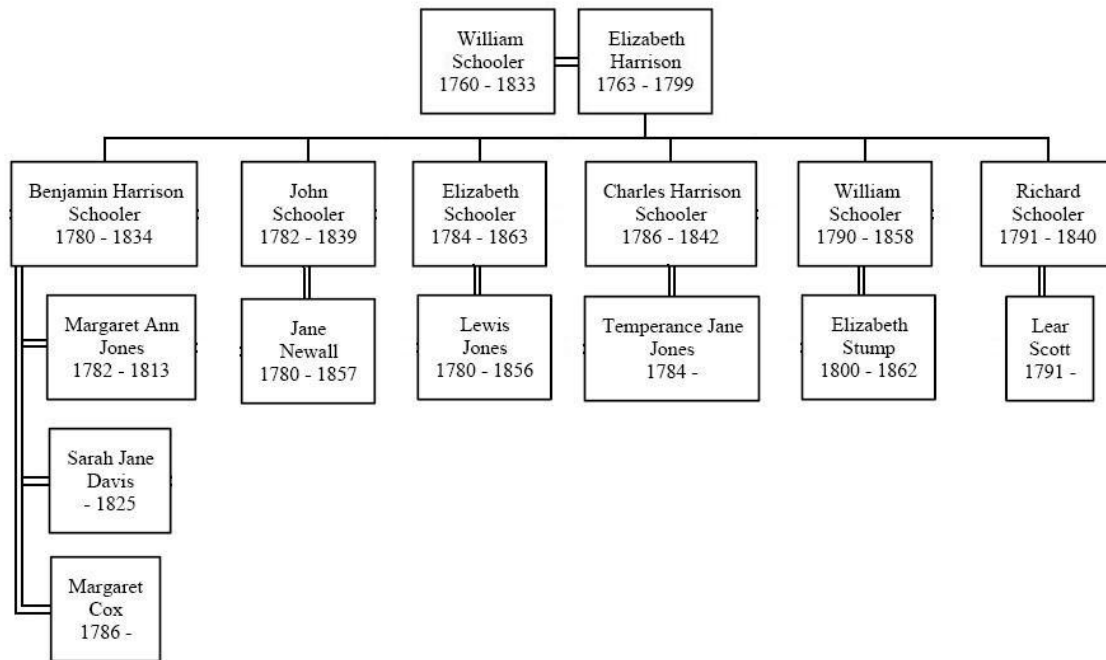 William
Schooler
1760 - 1833
Elizabeth
Harrison
1763 - 1799
Benjamin Harrison
Schooler
1780 - 1834
John
Schooler
1782 - 1839
Elizabeth
Schooler
1784 - 1863
Charles Harrison
Schooler
1786 - 1842
William
Schooler
1790 - 1858
Richard
Schooler
1791 - 1840
Margaret Ann
Jones
1782 - 1813
Jane
Newall
1780 - 1857
Lewis
Jones
1780 - 1856
Temperance Jane
Jones
1784 -
Elizabeth
Stump
1800 - 1862
Lear
Scott
1791 -
Sarah Jane
Davis
- 1825
Margaret
Cox
1786 -